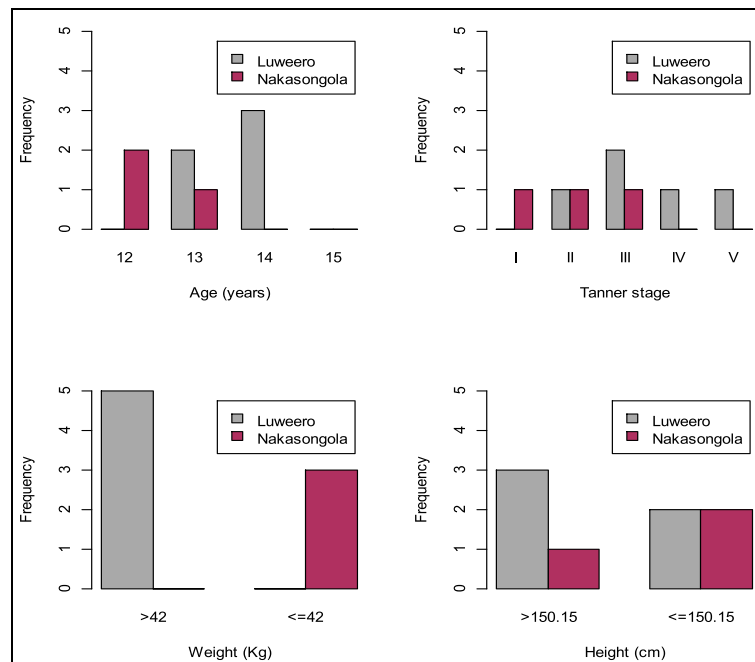 Luweero
Nakasongola
Frequency
0 1 2 3 4 5
12 13 14 15
Age (years)
Luweero
Nakasongola
Frequency
0 1 2 3 4 5
I II III IV V
Tanner stage
Luweero
Nakasongola
Frequency
0 1 2 3 4 5
>42 <=42
Weight (Kg)
Luweero
Nakasongola
Frequency
0 1 2 3 4 5
>150.15 <=150.15
Height (cm)